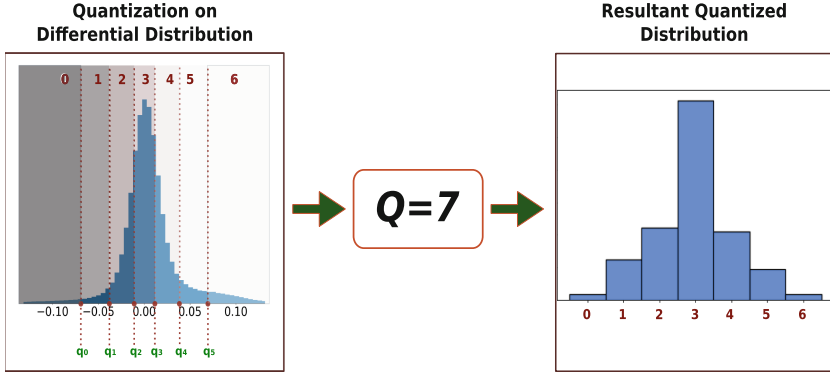 Quantization on
Differential Distribution
0 1 2 3 4 5 6
−0.10 −0.05 0.00 0.05 0.10
q₀ q₁ q₂ q₃ q₄ q₅
Q=7
Resultant Quantized
Distribution
0 1 2 3 4 5 6